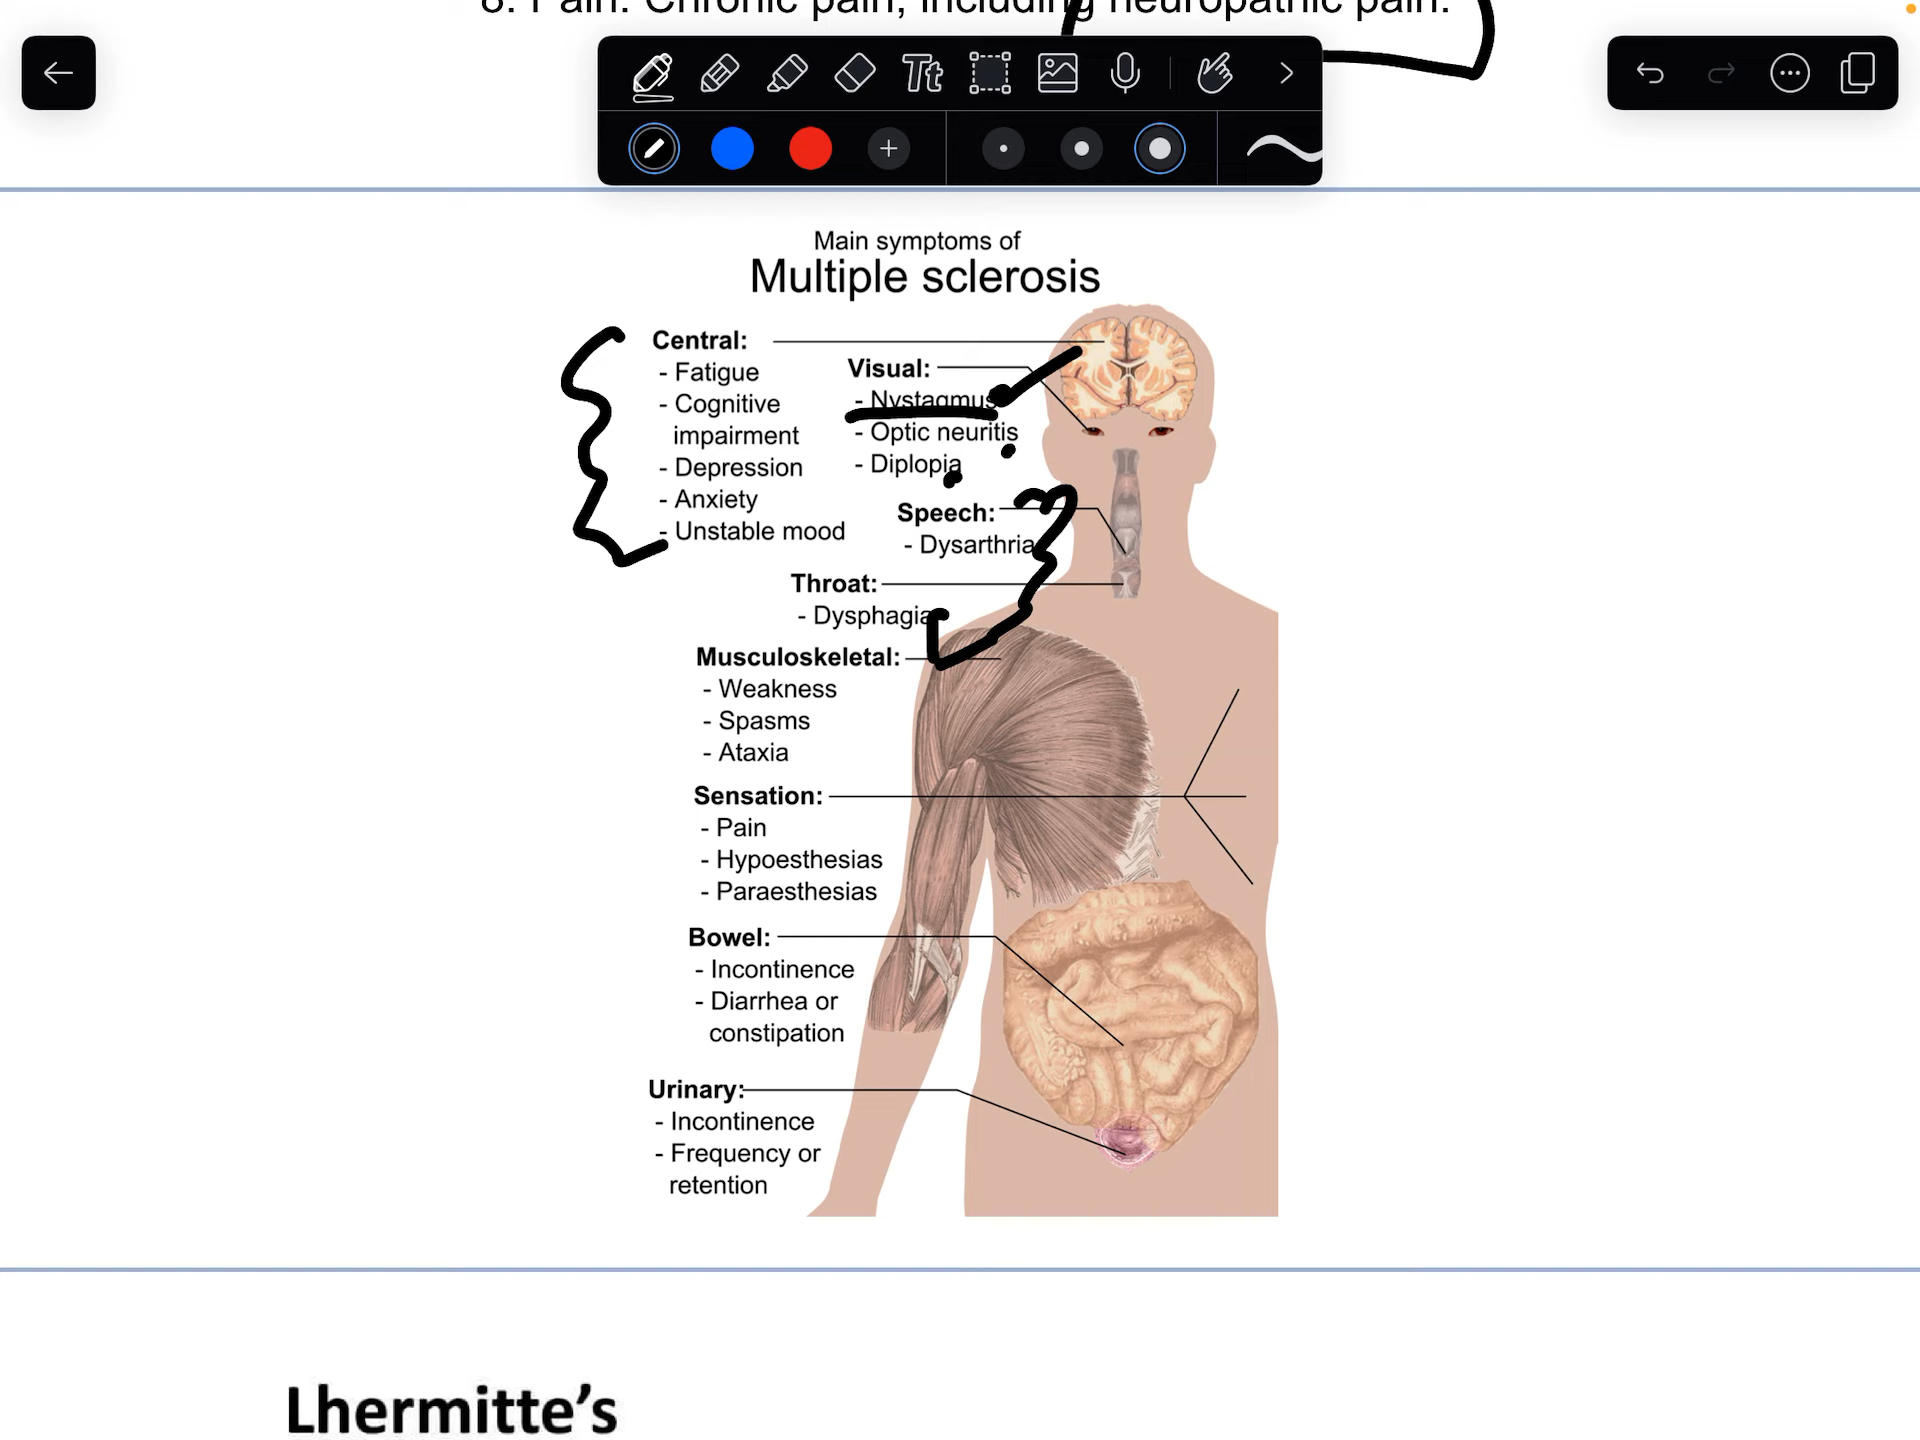 8. Pain: Chronic pain, including neuropathic pain.
Tt
Main symptoms of
Multiple sclerosis
Central:
- Fatigue
- Cognitive
impairment
- Depression
- Anxiety
- Unstable mood
Visual:
- Nystagmus
- Optic neuritis
- Diplopia
Speech:
- Dysarthria
Throat:
- Dysphagia
Musculoskeletal:
- Weakness
- Spasms
- Ataxia
Sensation:
- Pain
- Hypoesthesias
- Paraesthesias
Bowel:
- Incontinence
- Diarrhea or
constipation
Urinary:
- Incontinence
- Frequency or
retention
Lhermitte’s